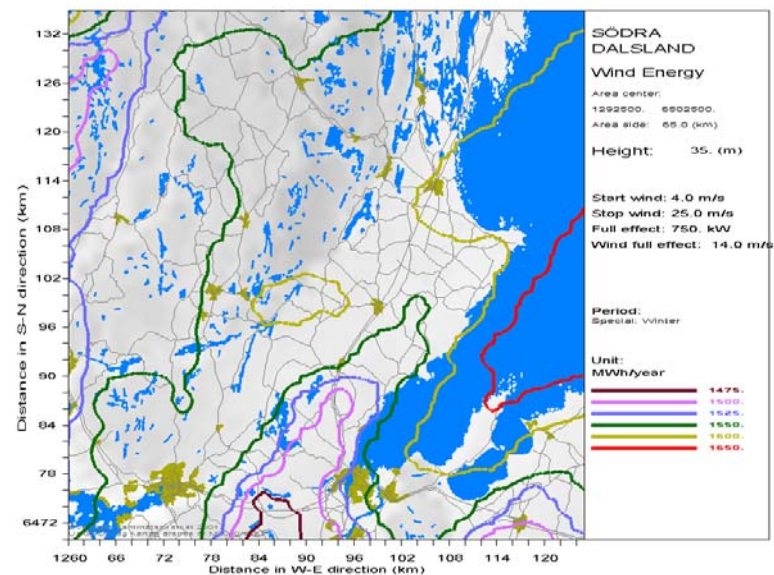 SÖDRA
DALSLAND
Wind Energy
Area center:
1292500. 6502500.
Area side: 65.0 (km)
Height: 35. (m)
Start wind: 4.0 m/s
Stop wind: 25.0 m/s
Full effect: 750. kW
Wind full effect: 14.0 m/s
Period:
Special: Winter
Unit:
MWh/year
1475.
1500.
1525.
1550.
1600.
1650.
Distance in S-N direction (km)
132
126
120
114
108
102
96
90
84
78
6472
1260 66 72 78 84 90 96 102 108 114 120
Distance in W-E direction (km)